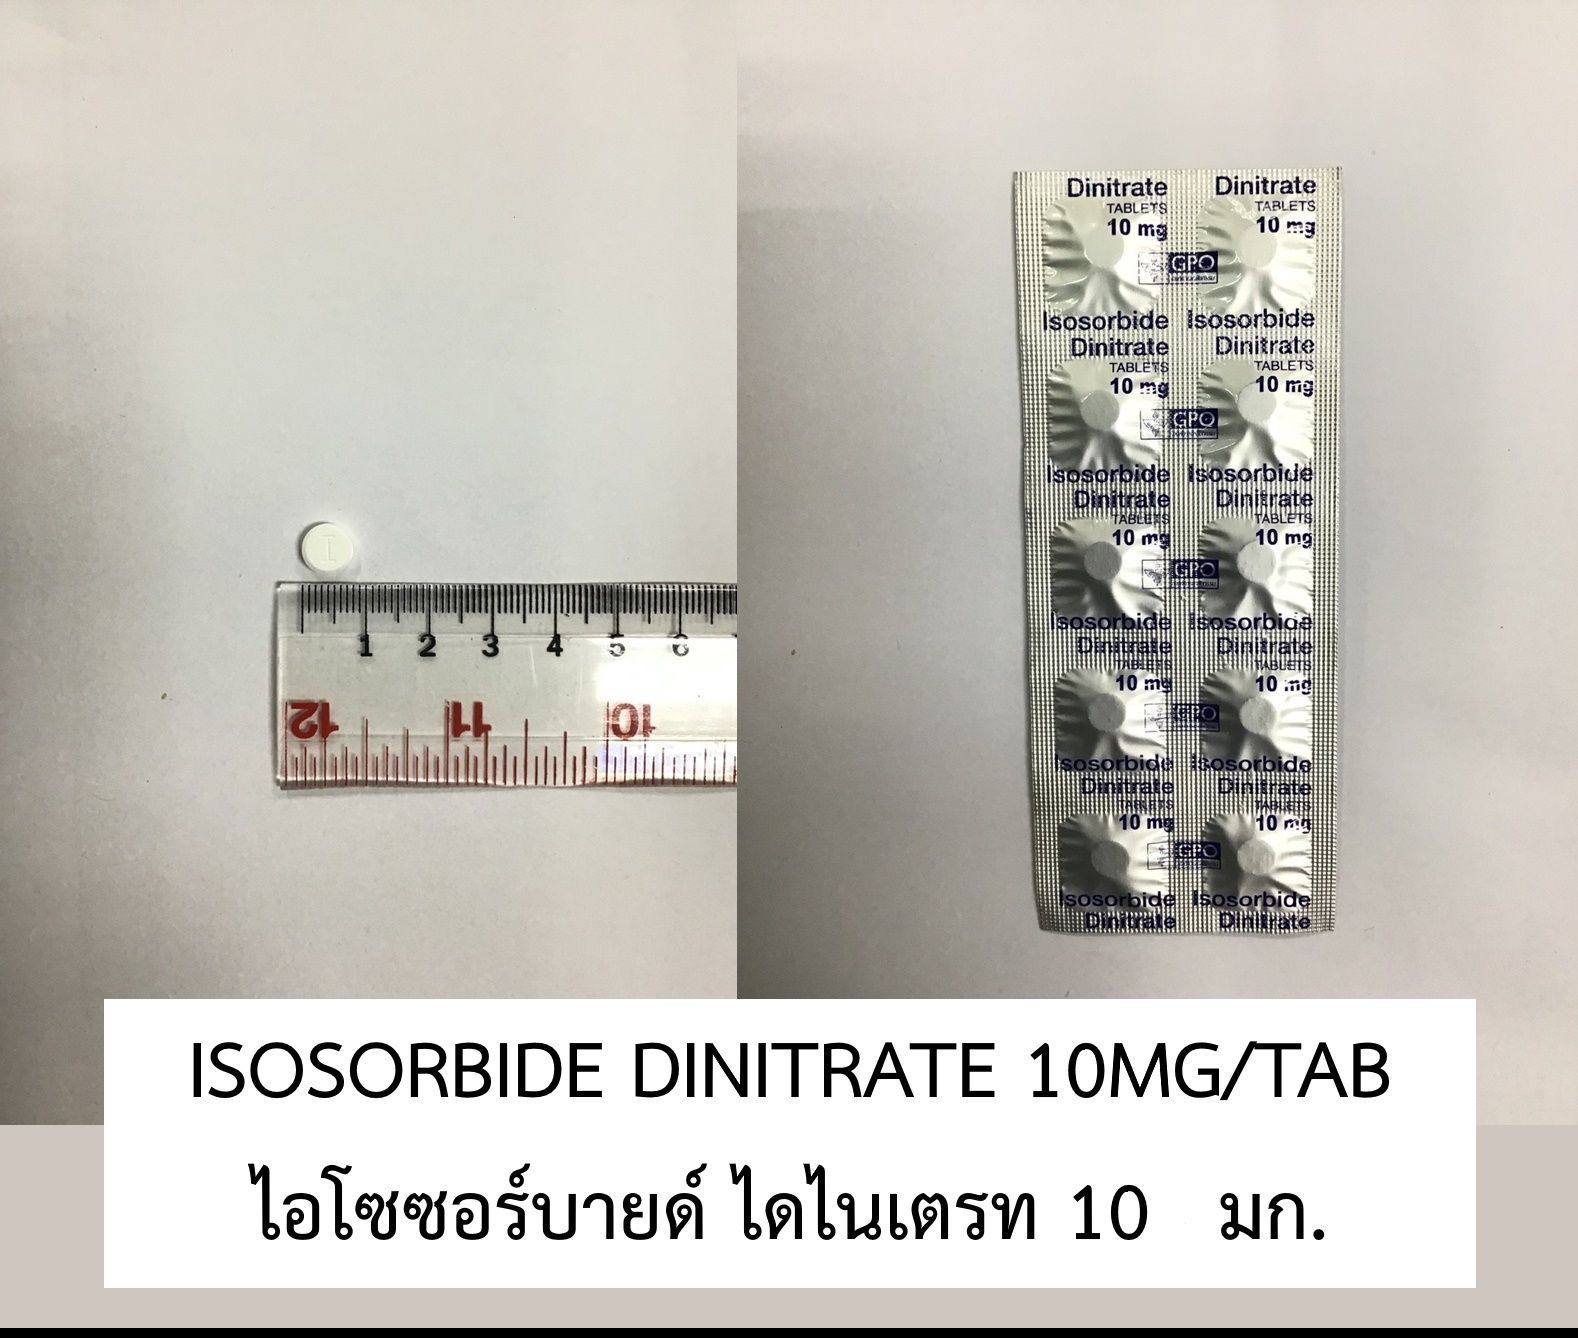 1 2 3 4 5 6
12 11 10
Dinitrate Dinitrate
TABLETS TABLETS
10 mg 10 mg
GPO
Isosorbide Isosorbide
Dinitrate Dinitrate
TABLETS TABLETS
10 mg 10 mg
GPO
Isosorbide Isosorbide
Dinitrate Dinitrate
TABLETS TABLETS
10 mg 10 mg
GPO
Isosorbide Isosorbide
Dinitrate Dinitrate
TABLETS TABLETS
10 mg 10 mg
GPO
Isosorbide Isosorbide
Dinitrate Dinitrate
TABLETS TABLETS
10 mg 10 mg
GPO
Isosorbide Isosorbide
Dinitrate Dinitrate
ISOSORBIDE DINITRATE 10MG/TAB
ไอโซซอร์บายด์ ไดไนเตรท 10 มก.